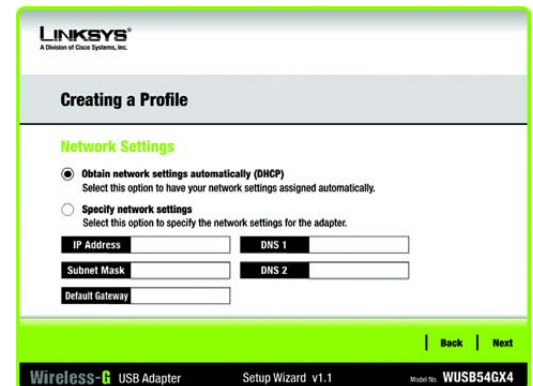 LINKSYS®
A Division of Cisco Systems, Inc.
Creating a Profile
Network Settings
Obtain network settings automatically (DHCP)
Select this option to have your network settings assigned automatically.
Specify network settings
Select this option to specify the network settings for the adapter.
IP Address DNS 1
Subnet Mask DNS 2
Default Gateway
Back Next
Wireless-G USB Adapter Setup Wizard v1.1 Model No. WUSB54GX4